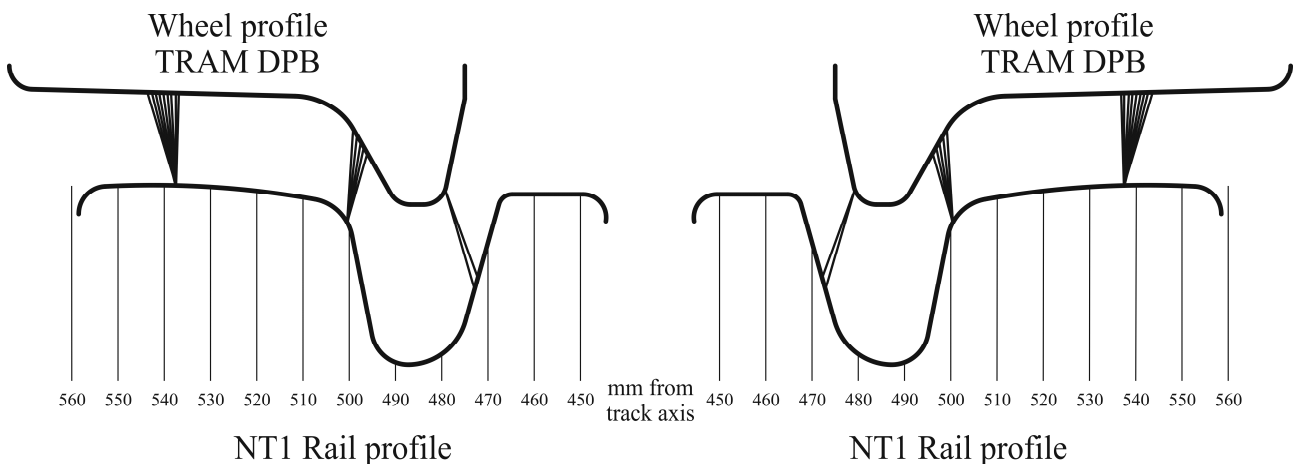 Wheel profile
TRAM DPB
Wheel profile
TRAM DPB
560 550 540 530 520 510 500 490 480 470 460 450
mm from
track axis
450 460 470 480 490 500 510 520 530 540 550 560
NT1 Rail profile
NT1 Rail profile